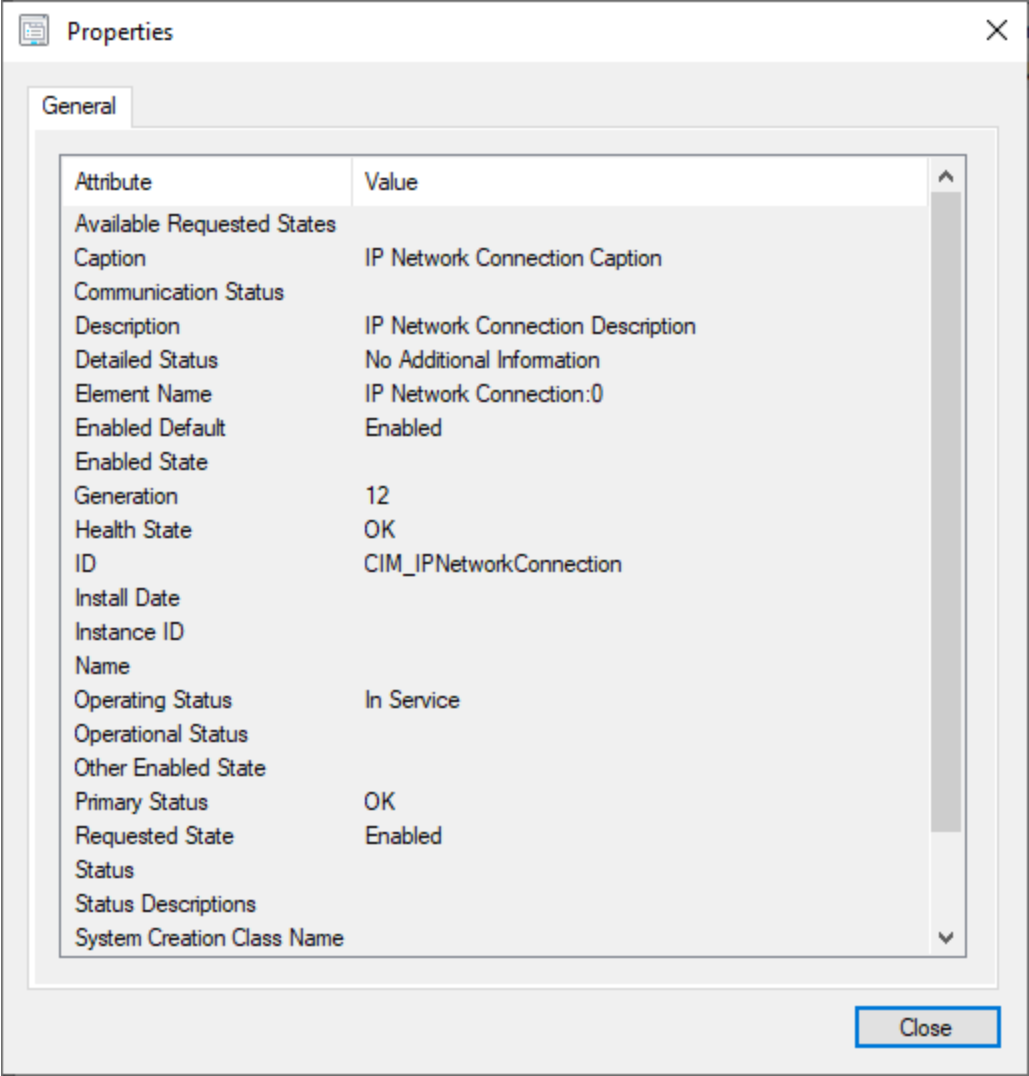 Properties
General
Attribute Value
Available Requested States
Caption IP Network Connection Caption
Communication Status
Description IP Network Connection Description
Detailed Status No Additional Information
Element Name IP Network Connection:0
Enabled Default Enabled
Enabled State
Generation 12
Health State OK
ID CIM_IPNetworkConnection
Install Date
Instance ID
Name
Operating Status In Service
Operational Status
Other Enabled State
Primary Status OK
Requested State Enabled
Status
Status Descriptions
System Creation Class Name
Close